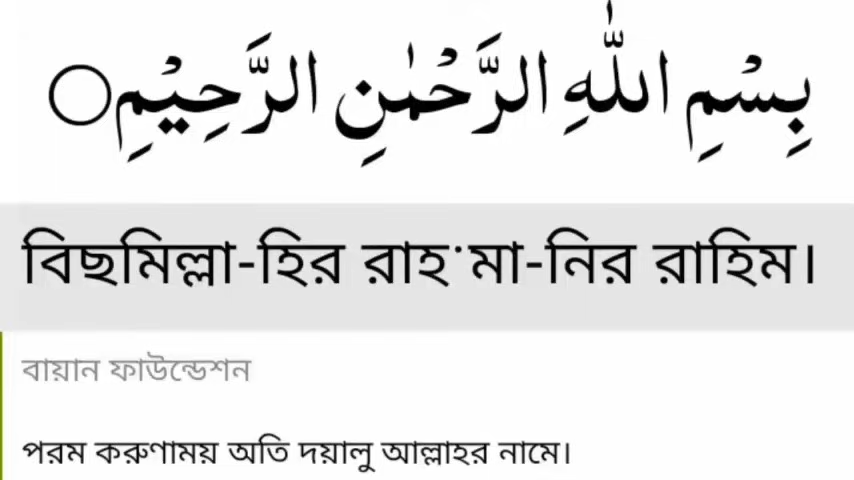 بِسْمِ اللّٰهِ الرَّحْمٰنِ الرَّحِيْمِ○
বিছমিল্লা-হির রাহ·মা-নির রাহিম।
বায়ান ফাউন্ডেশন
পরম করুণাময় অতি দয়ালু আল্লাহর নামে।